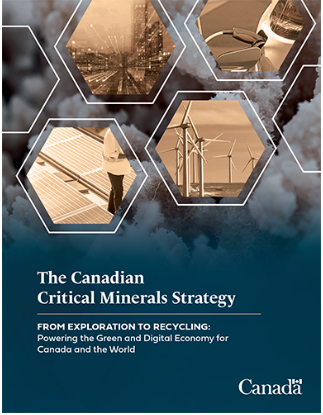 The Canadian
Critical Minerals Strategy
FROM EXPLORATION TO RECYCLING:
Powering the Green and Digital Economy for
Canada and the World
Canada